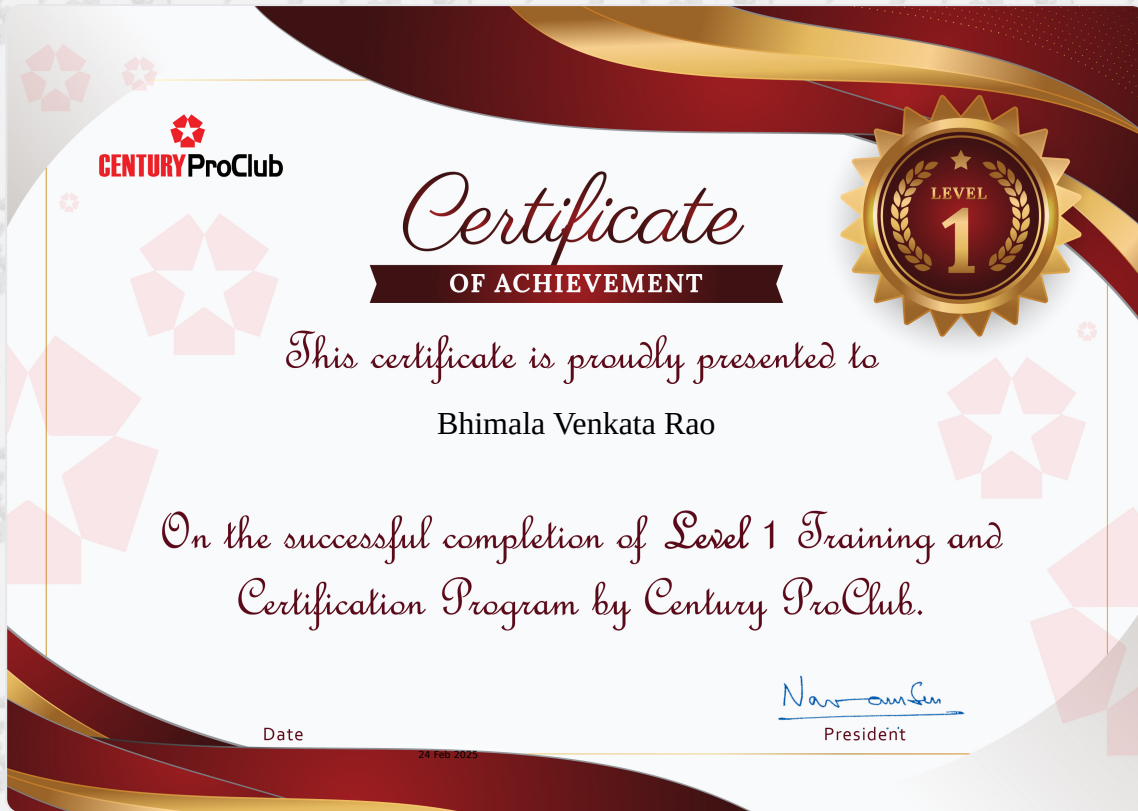 CENTURY ProClub
LEVEL
1
Certificate
OF ACHIEVEMENT
This certificate is proudly presented to
Bhimala Venkata Rao
On the successful completion of Level 1 Training and
Certification Program by Century ProClub.
Date
President
24 Feb 2025